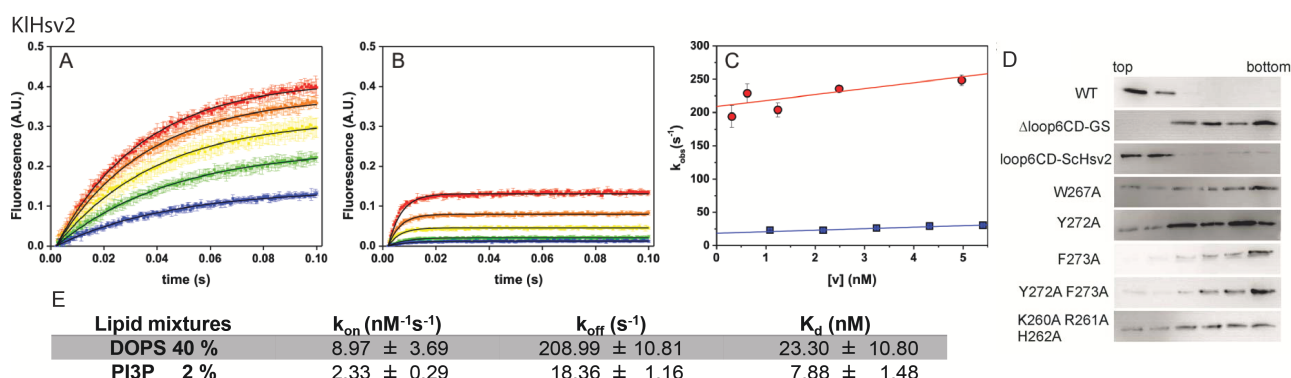 KlHsv2
A
0.5
0.4
0.3
0.2
0.1
0.0
Fluorescence (A.U.)
0.00 0.02 0.04 0.06 0.08 0.10
time (s)
B
0.5
0.4
0.3
0.2
0.1
0.0
Fluorescence (A.U.)
0.00 0.02 0.04 0.06 0.08 0.10
time (s)
C
300
250
200
150
100
50
0
kobs(s-1)
0 1 2 3 4 5
[v] (nM)
D
top bottom
WT
Δloop6CD-GS
loop6CD-ScHsv2
W267A
Y272A
F273A
Y272A F273A
K260A R261A
H262A
E
Lipid mixtures kon (nM-1s-1) koff (s-1) Kd (nM)
DOPS 40 % 8.97 ± 3.69 208.99 ± 10.81 23.30 ± 10.80
PI3P 2 % 2.33 ± 0.29 18.36 ± 1.16 7.88 ± 1.48